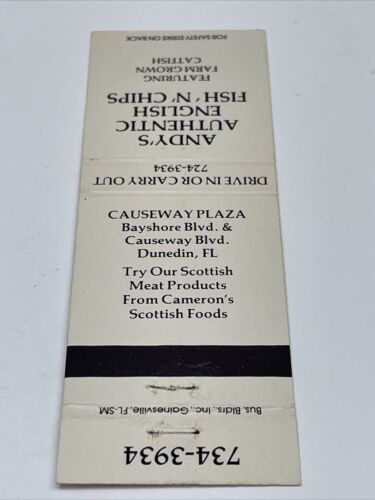 DRIVE IN OR CARRY OUT
724-3934
ANDY'S
AUTHENTIC
ENGLISH
FISH 'N' CHIPS
FEATURING
FARM GROWN
CATFISH
FOR SAFETY STRIKE ON BACK
CAUSEWAY PLAZA
Bayshore Blvd. &
Causeway Blvd.
Dunedin, FL
Try Our Scottish
Meat Products
From Cameron's
Scottish Foods
734-3934
Bus. Bldrs., Inc., Gainesville, FL-SM